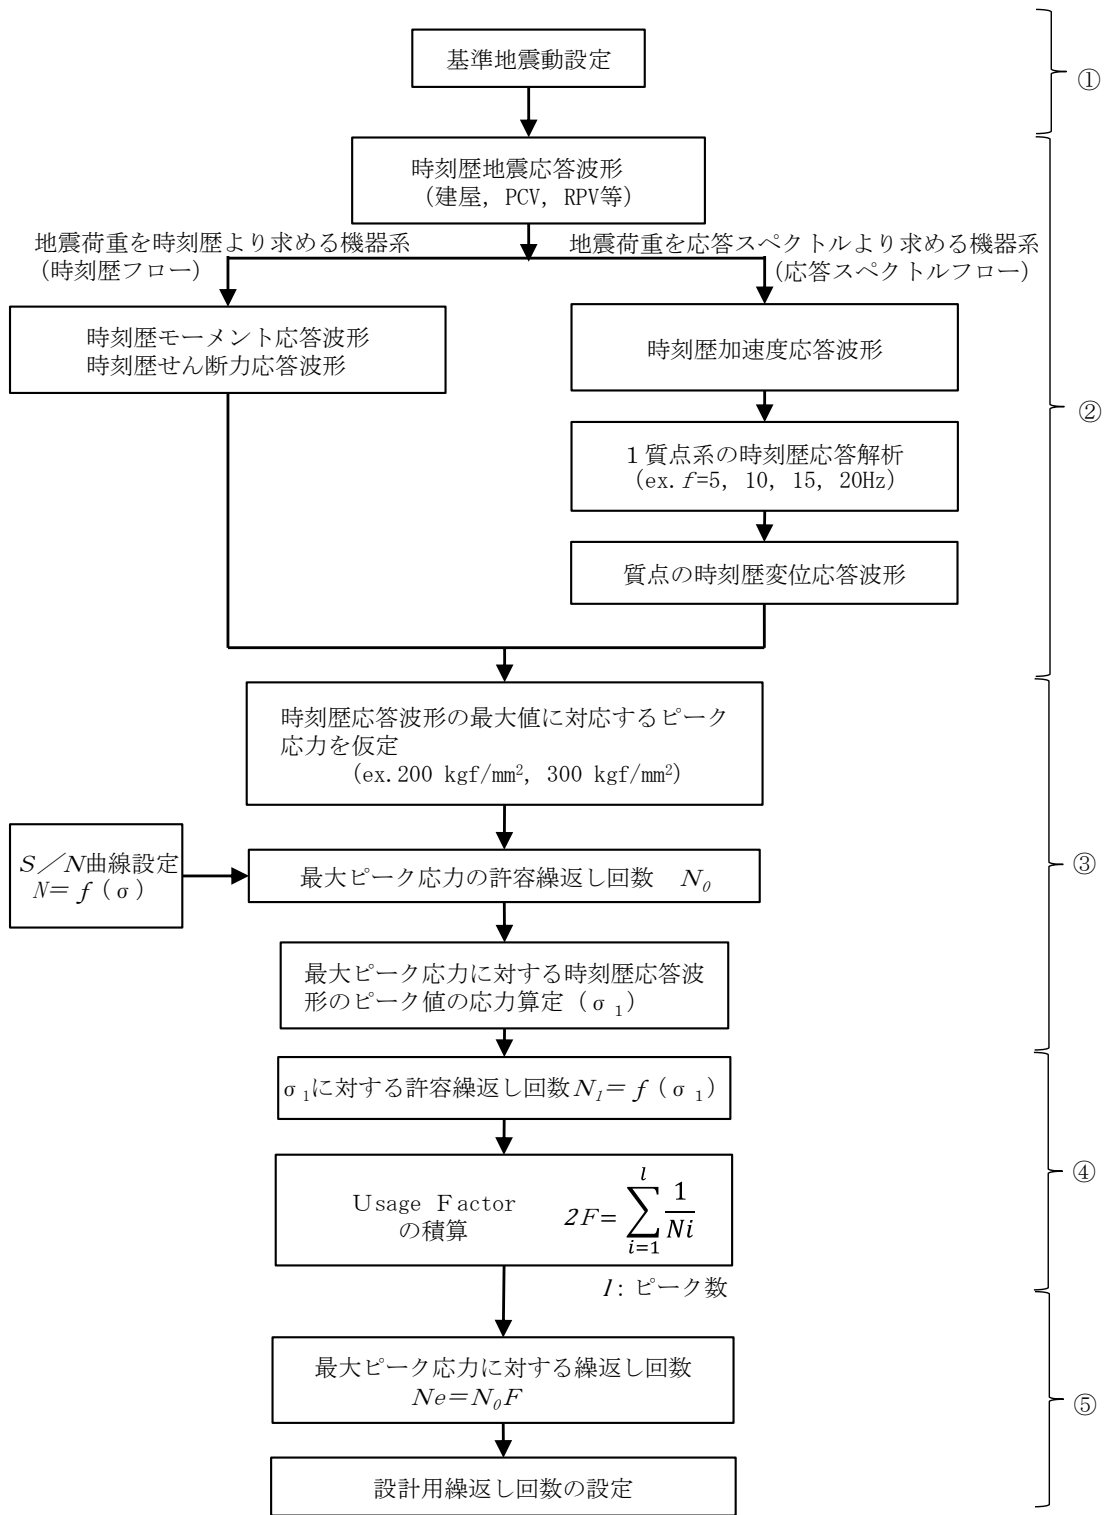 基準地震動設定
①
時刻歴地震応答波形
（建屋, PCV, RPV等）
地震荷重を時刻歴より求める機器系
（時刻歴フロー）
地震荷重を応答スペクトルより求める機器系
（応答スペクトルフロー）
時刻歴モーメント応答波形
時刻歴せん断力応答波形
時刻歴加速度応答波形
②
１質点系の時刻歴応答解析
（ex. f=5, 10, 15, 20Hz）
質点の時刻歴変位応答波形
時刻歴応答波形の最大値に対応するピーク
応力を仮定
（ex. 200 kgf/mm², 300 kgf/mm²）
S／N曲線設定
N＝ f（σ）
最大ピーク応力の許容繰返し回数　N₀
③
最大ピーク応力に対する時刻歴応答波
形のピーク値の応力算定（σ₁）
σ₁に対する許容繰返し回数N₁＝ f（σ₁）
Ｕsage Ｆactor
の積算
2F＝ \sum_{i=1}^{l} \frac{1}{Ni}
④
l: ピーク数
最大ピーク応力に対する繰返し回数
Ne＝N₀F
⑤
設計用繰返し回数の設定